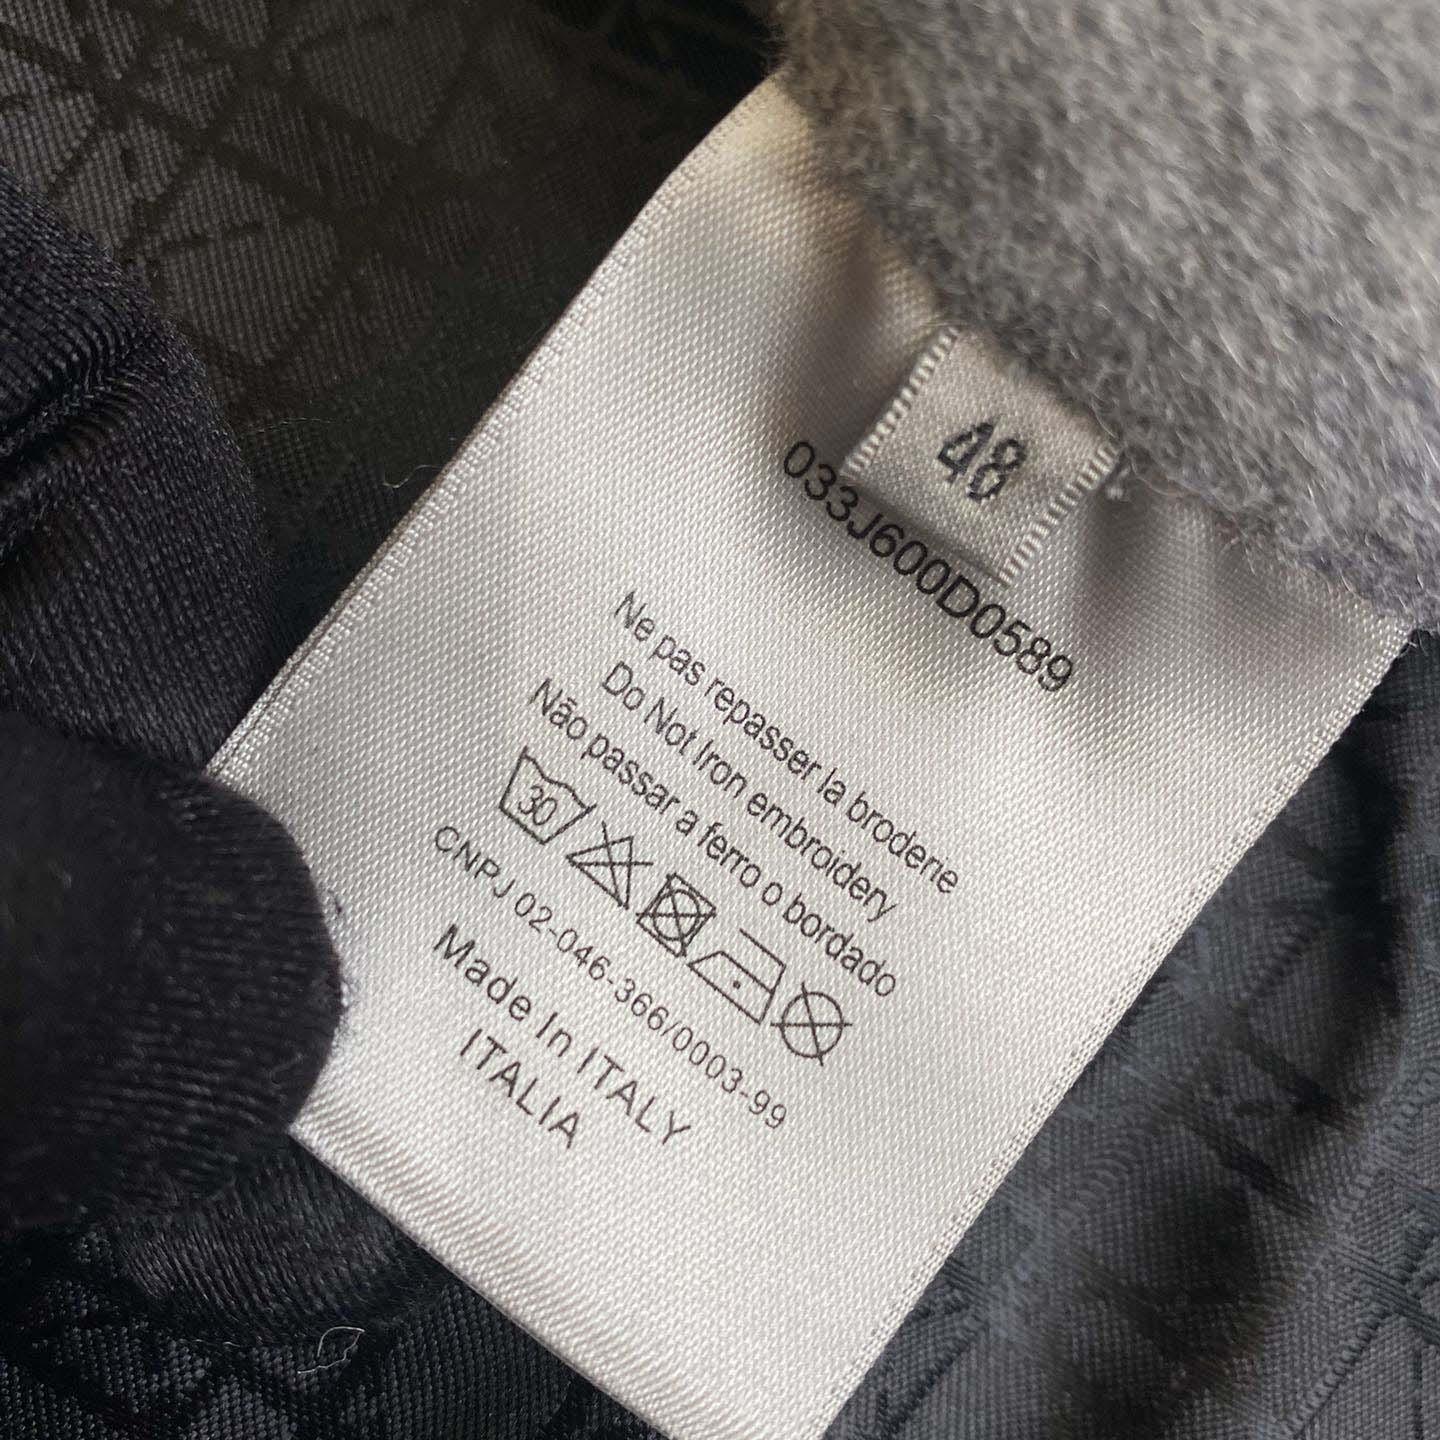 48
033J600D0589
Ne pas repasser la broderie
Do Not Iron embroidery
Não passar a ferro o bordado
30
CNPJ 02-046-366/0003-99
Made In ITALY
ITALIA